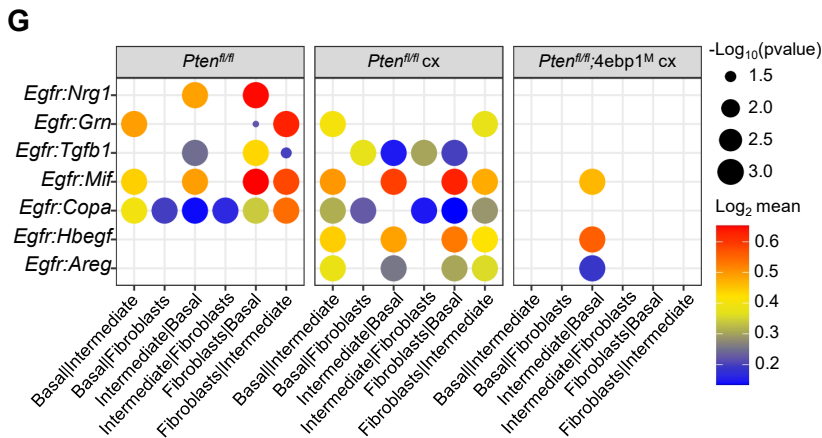 G
Pten^fl/fl
Pten^fl/fl cx
Pten^fl/fl;4ebp1^M cx
Egfr:Nrg1
Egfr:Grn
Egfr:Tgfb1
Egfr:Mif
Egfr:Copa
Egfr:Hbegf
Egfr:Areg
Basal|Intermediate
Basal|Fibroblasts
Intermediate|Basal
Intermediate|Fibroblasts
Fibroblasts|Basal
Fibroblasts|Intermediate
Basal|Intermediate
Basal|Fibroblasts
Intermediate|Basal
Intermediate|Fibroblasts
Fibroblasts|Basal
Fibroblasts|Intermediate
Basal|Intermediate
Basal|Fibroblasts
Intermediate|Basal
Intermediate|Fibroblasts
Fibroblasts|Basal
Fibroblasts|Intermediate
-Log₁₀(pvalue)
1.5
2.0
2.5
3.0
Log₂ mean
0.6
0.5
0.4
0.3
0.2